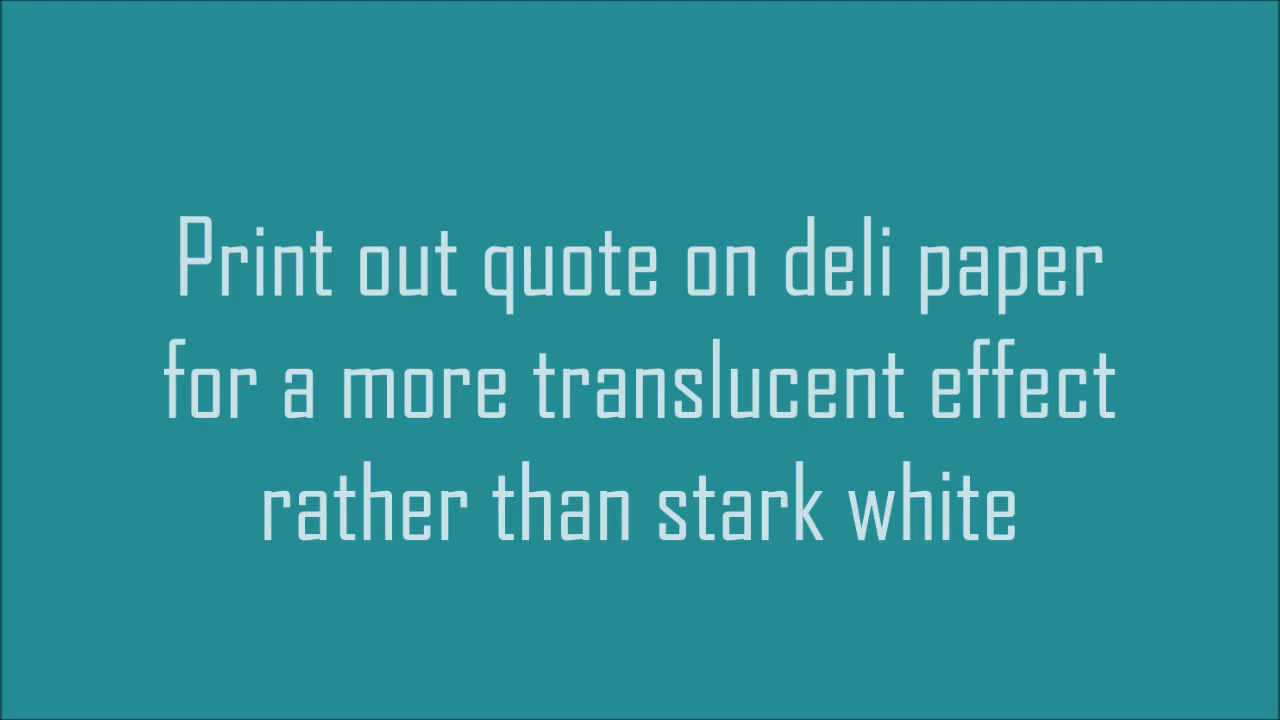 Print out quote on deli paper
for a more translucent effect
rather than stark white